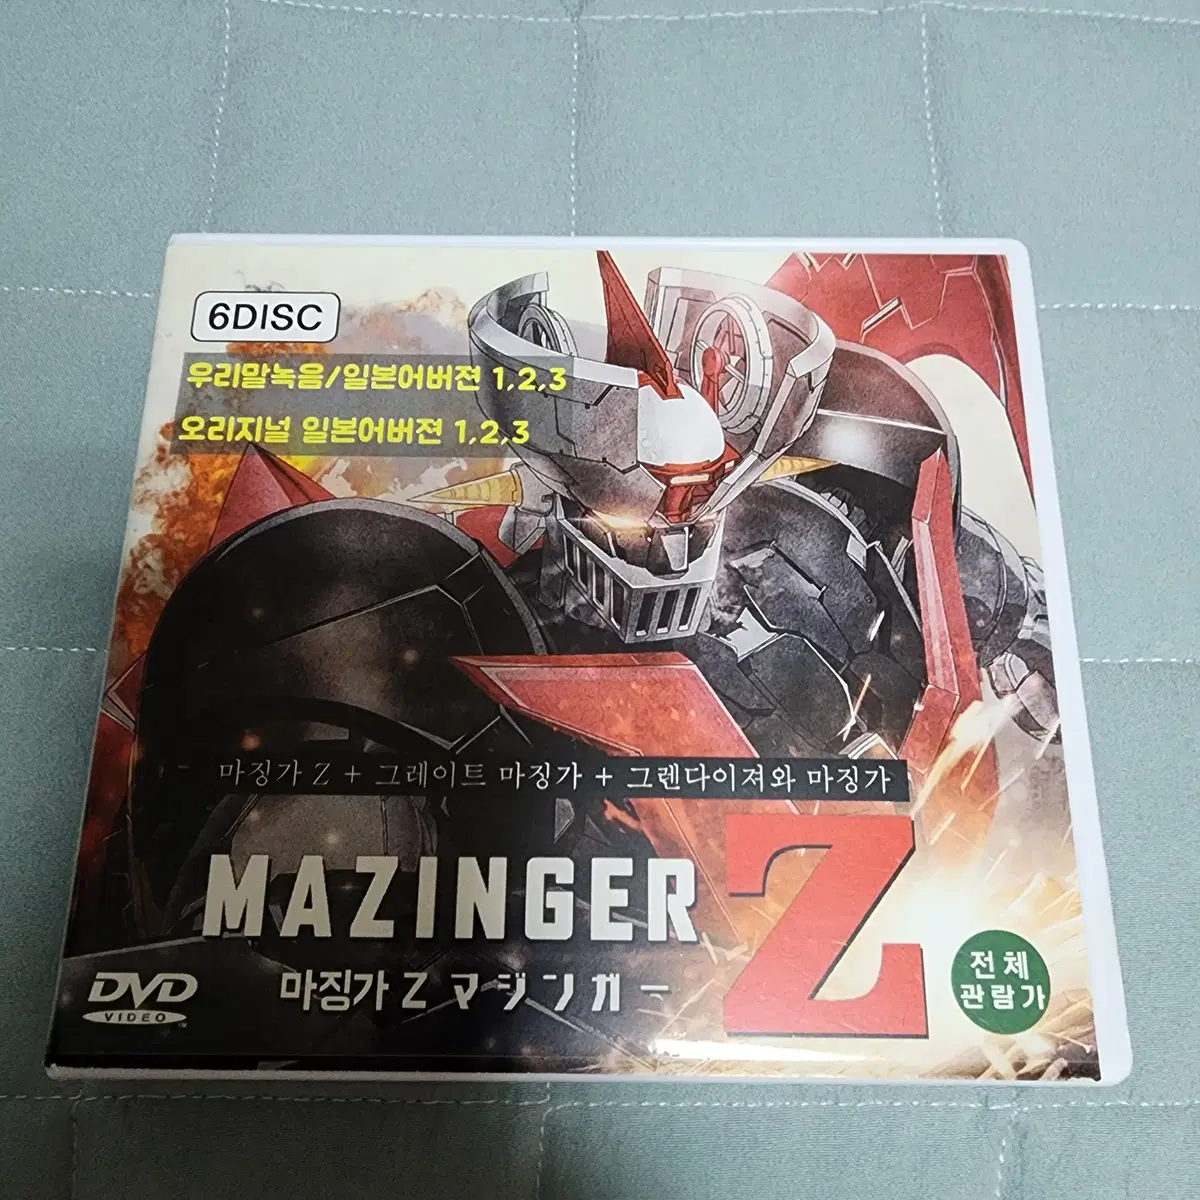 6DISC
우리말녹음/일본어버젼 1,2,3
오리지널 일본어버젼 1,2,3
마징가 Z + 그레이트 마징가 + 그렌다이져와 마징가
MAZINGER Z
마징가 Z マジンガー
DVD
VIDEO
TM
전체
관람가